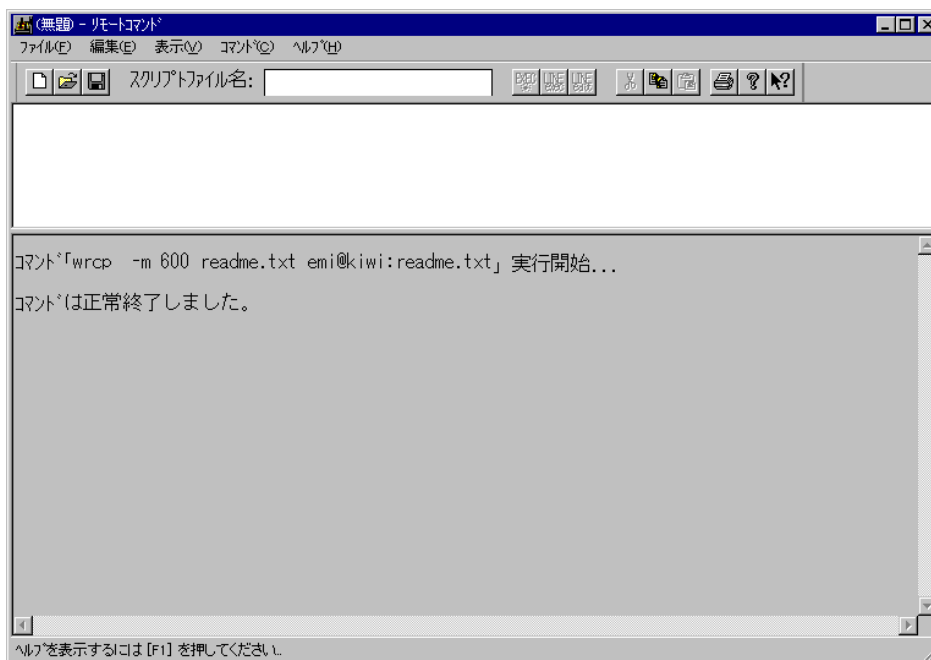 (無題) - ﾘﾓｰﾄｺﾏﾝﾄﾞ
ﾌｧｲﾙ(F) 編集(E) 表示(V) ｺﾏﾝﾄﾞ(C) ﾍﾙﾌﾟ(H)
ｽｸﾘﾌﾟﾄﾌｧｲﾙ名:
ｺﾏﾝﾄﾞ「wrcp -m 600 readme.txt emi@kiwi:readme.txt」実行開始...
ｺﾏﾝﾄﾞは正常終了しました。
ﾍﾙﾌﾟを表示するには [F1] を押してください。